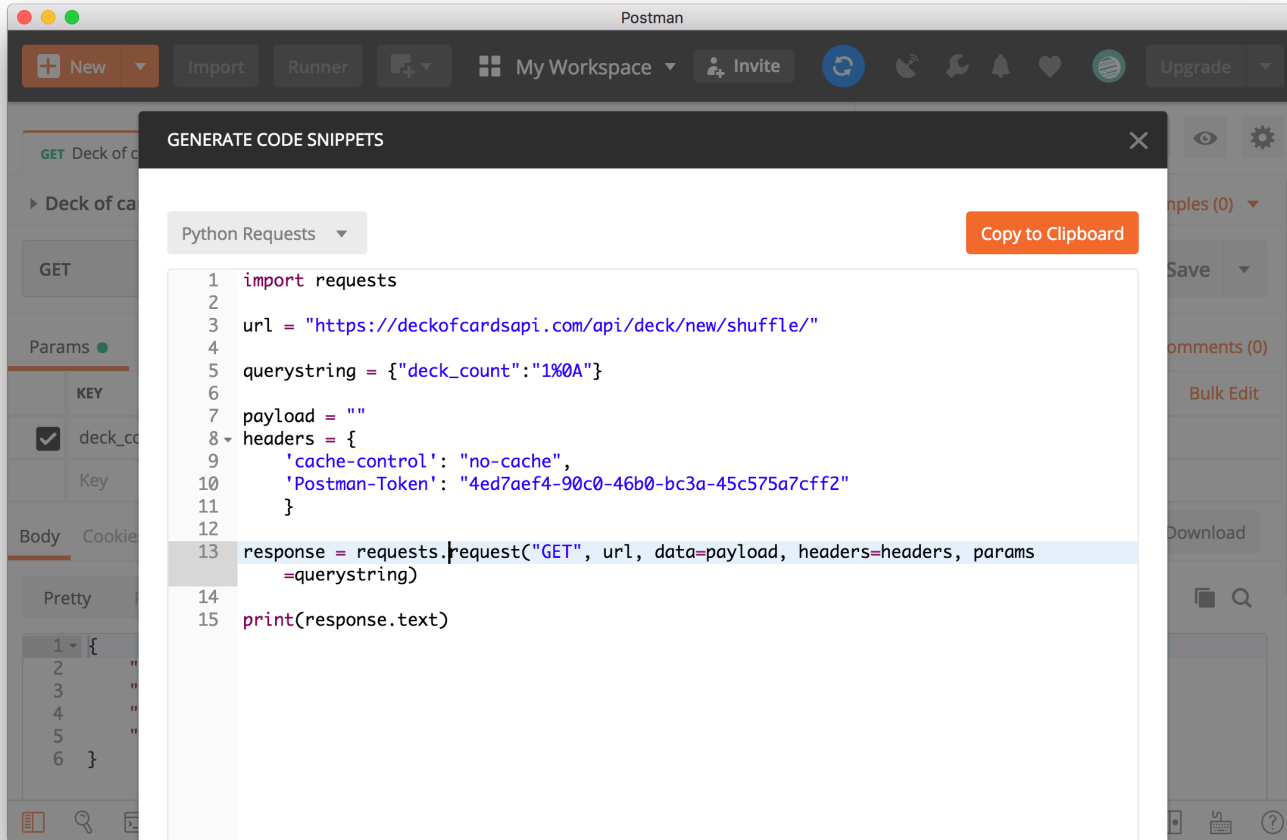 Postman
New
Import
Runner
My Workspace
Invite
Upgrade
GENERATE CODE SNIPPETS
GET Deck of c
Deck of ca
mples (0)
Python Requests
Copy to Clipboard
GET
Save
Params
omments (0)
KEY
Bulk Edit
deck_co
Key
Body Cookie
Download
Pretty
1 import requests
2
3 url = "https://deckofcardsapi.com/api/deck/new/shuffle/"
4
5 querystring = {"deck_count":"1%0A"}
6
7 payload = ""
8 headers = {
9 'cache-control': "no-cache",
10 'Postman-Token': "4ed7aef4-90c0-46b0-bc3a-45c575a7cff2"
11 }
12
13 response = requests.request("GET", url, data=payload, headers=headers, params
=querystring)
14
15 print(response.text)
1 {
2 "
3 "
4 "
5 "
6 }